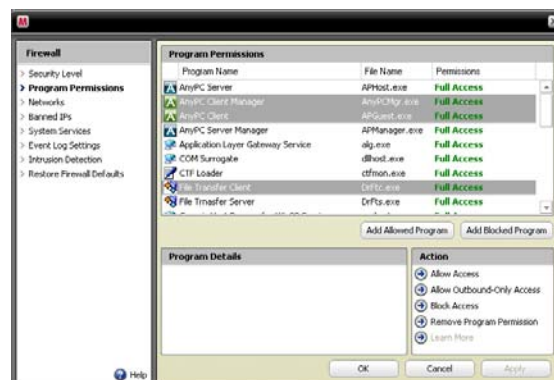 M
Firewall
Security Level
Program Permissions
Networks
Banned IPs
System Services
Event Log Settings
Intrusion Detection
Restore Firewall Defaults
Help
Program Permissions
Program Name File Name Permissions
AnyPC Server APHost.exe Full Access
AnyPC Client Manager AnyPCMgr.exe Full Access
AnyPC Client APGuest.exe Full Access
AnyPC Server Manager APManager.exe Full Access
Application Layer Gateway Service alg.exe Full Access
COM Surrogate dllhost.exe Full Access
CTF Loader ctfmon.exe Full Access
File Transfer Client DrFtc.exe Full Access
File Trnasfer Server DrFts.exe Full Access
Add Allowed Program Add Blocked Program
Program Details
Action
Allow Access
Allow Outbound-Only Access
Block Access
Remove Program Permission
Learn More
OK Cancel Apply